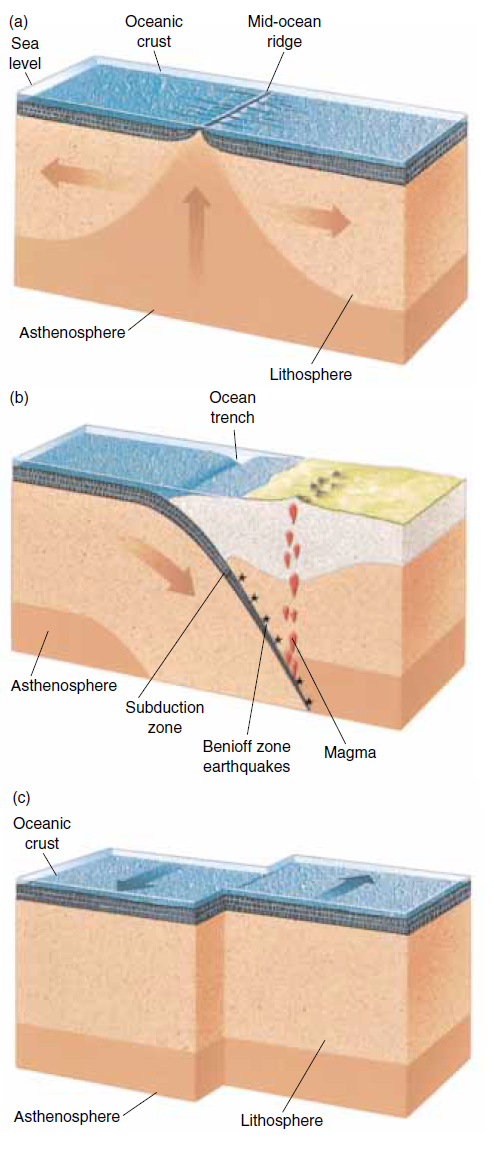 (a)
Sea
level
Oceanic
crust
Mid-ocean
ridge
Asthenosphere
Lithosphere
(b)
Ocean
trench
Asthenosphere
Subduction
zone
Benioff zone
earthquakes
Magma
(c)
Oceanic
crust
Asthenosphere
Lithosphere